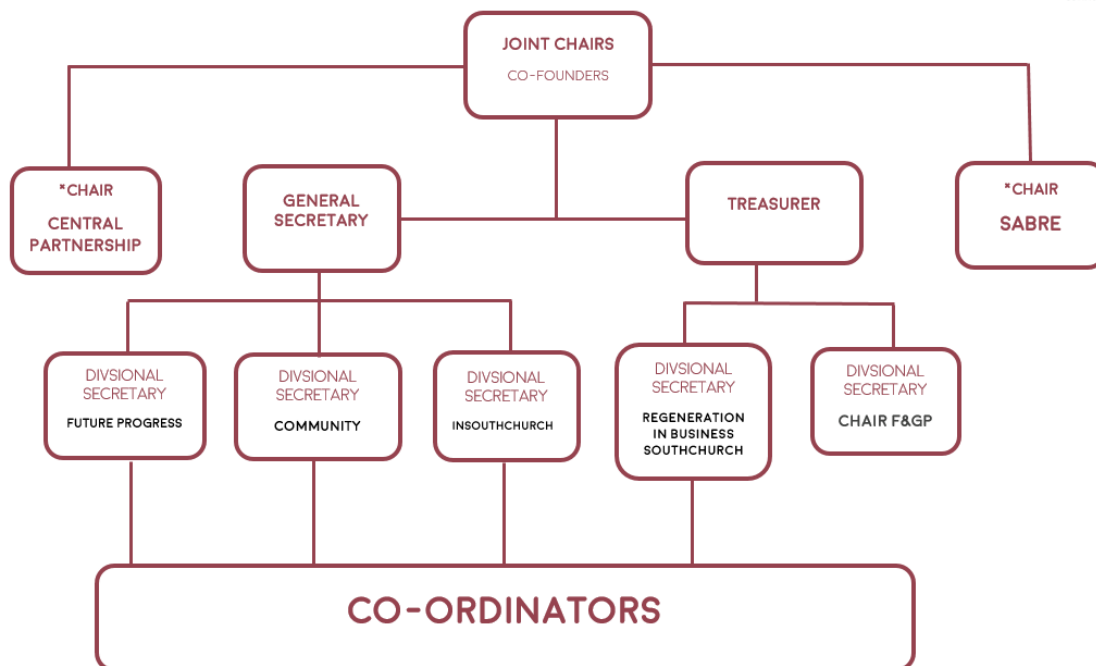 JOINT CHAIRS
CO-FOUNDERS
*CHAIR
CENTRAL
PARTNERSHIP
GENERAL
SECRETARY
TREASURER
*CHAIR
SABRE
DIVSIONAL
SECRETARY
FUTURE PROGRESS
DIVSIONAL
SECRETARY
COMMUNITY
DIVSIONAL
SECRETARY
INSOUTHCHURCH
DIVSIONAL
SECRETARY
REGENERATION
IN BUSINESS
SOUTHCHURCH
DIVSIONAL
SECRETARY
CHAIR F&GP
CO-ORDINATORS